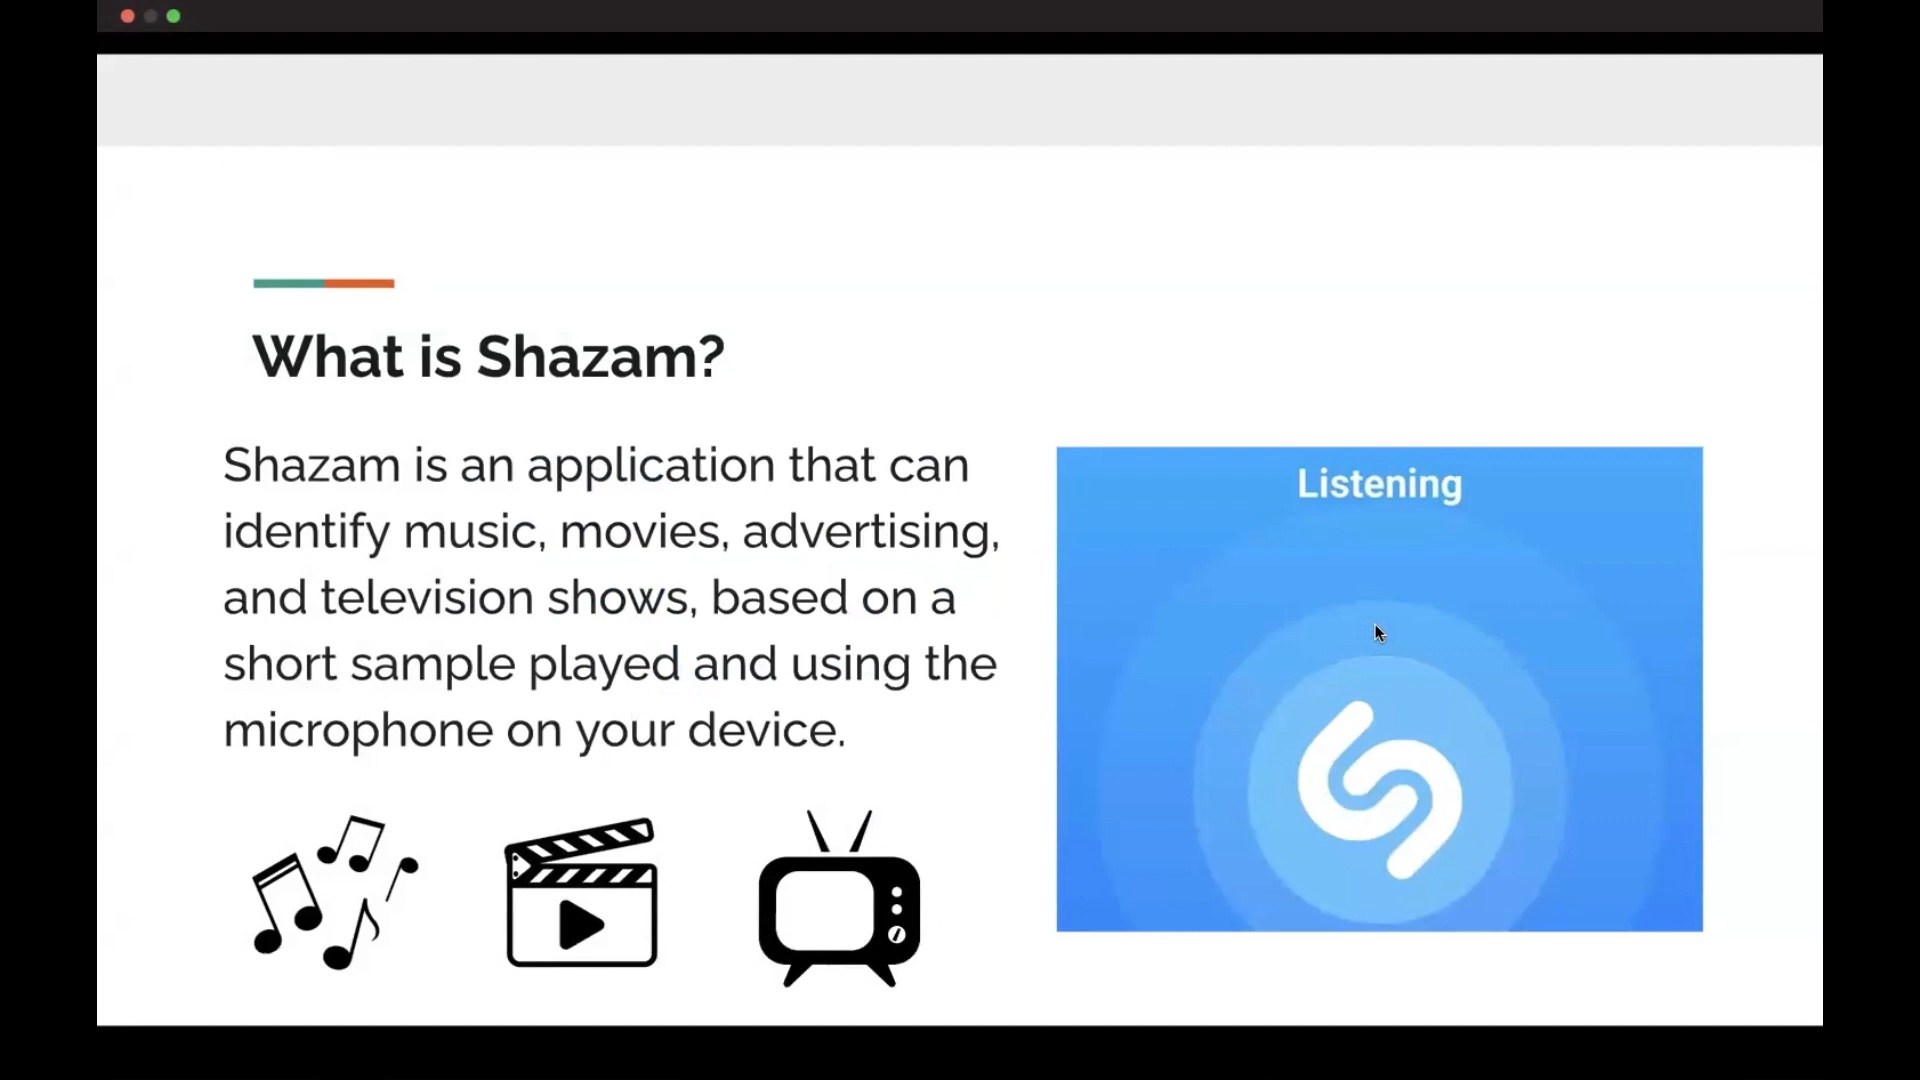 What is Shazam?
Shazam is an application that can
identify music, movies, advertising,
and television shows, based on a
short sample played and using the
microphone on your device.
Listening